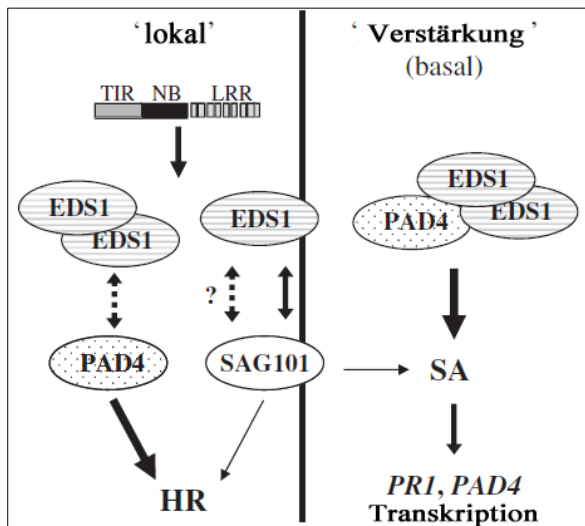 ‘lokal’
‘ Verstärkung ’
(basal)
TIR NB LRR
EDS1
EDS1
EDS1
EDS1
EDS1
PAD4
?
PAD4
SAG101
SA
HR
PR1, PAD4
Transkription